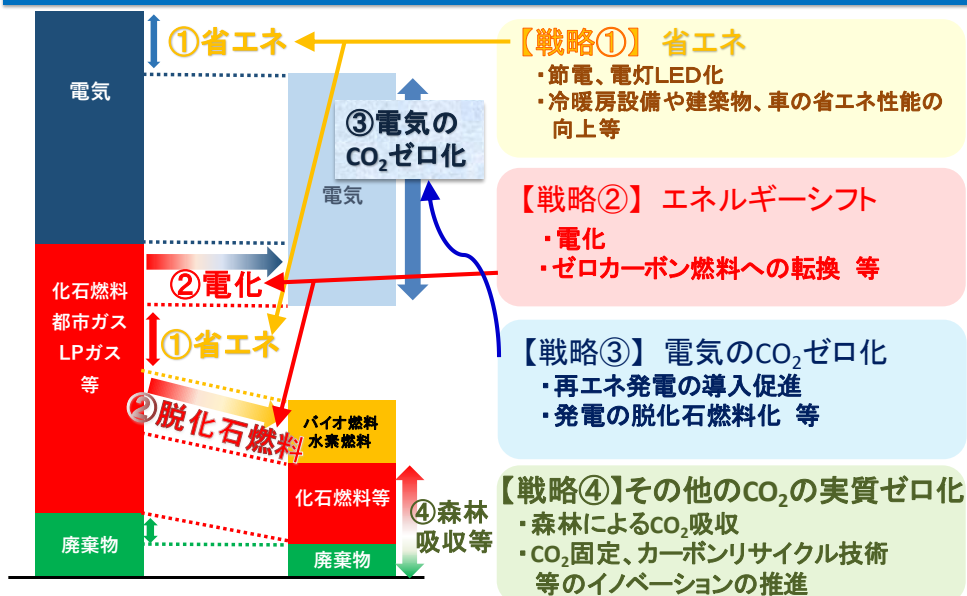 ①省エネ
電気
③電気の
CO₂ゼロ化
電気
②電化
化石燃料
都市ガス
LPガス
等
①省エネ
②脱化石燃料
バイオ燃料
水素燃料
化石燃料等
④森林
吸収等
廃棄物
廃棄物
【戦略①】 省エネ
・節電、電灯LED化
・冷暖房設備や建築物、車の省エネ性能の
向上等
【戦略②】 エネルギーシフト
・電化
・ゼロカーボン燃料への転換 等
【戦略③】 電気のCO₂ゼロ化
・再エネ発電の導入促進
・発電の脱化石燃料化 等
【戦略④】その他のCO₂の実質ゼロ化
・森林によるCO₂吸収
・CO₂固定、カーボンリサイクル技術
等のイノベーションの推進